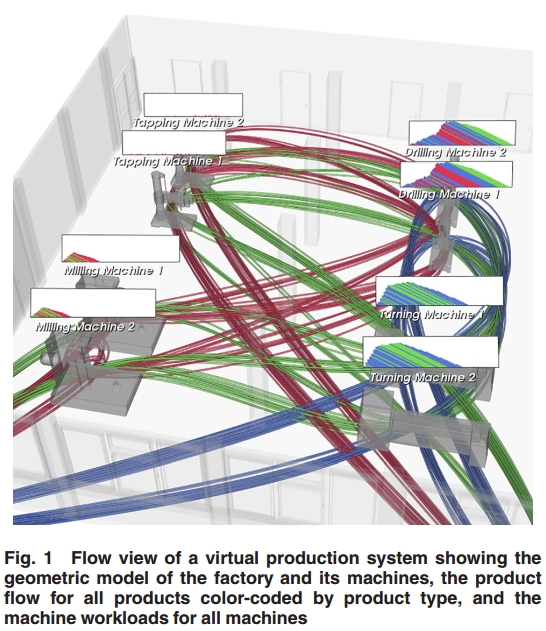 Tapping Machine 2
Tapping Machine 1
Drilling Machine 2
Drilling Machine 1
Milling Machine 1
Milling Machine 2
Turning Machine 1
Turning Machine 2
Fig. 1 Flow view of a virtual production system showing the
geometric model of the factory and its machines, the product
flow for all products color-coded by product type, and the
machine workloads for all machines